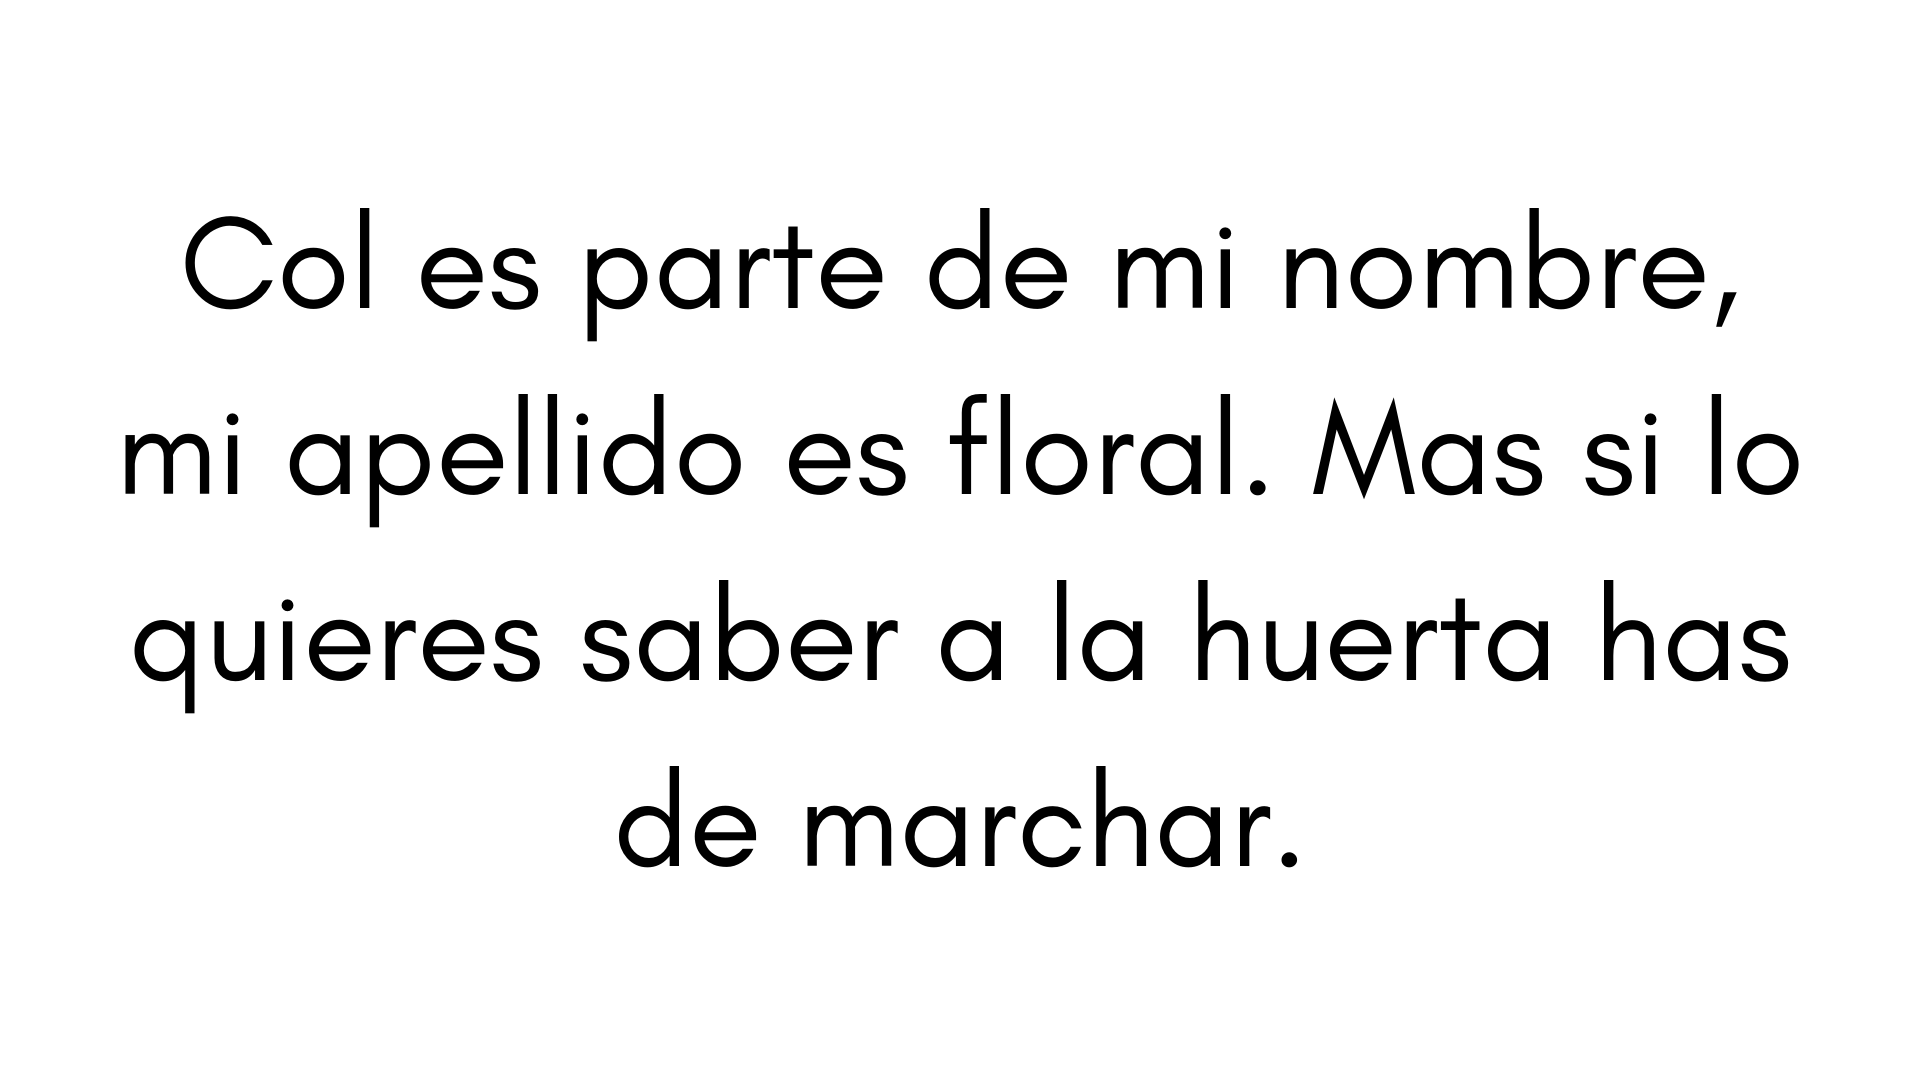 Col es parte de mi nombre,
mi apellido es floral. Mas si lo
quieres saber a la huerta has
de marchar.